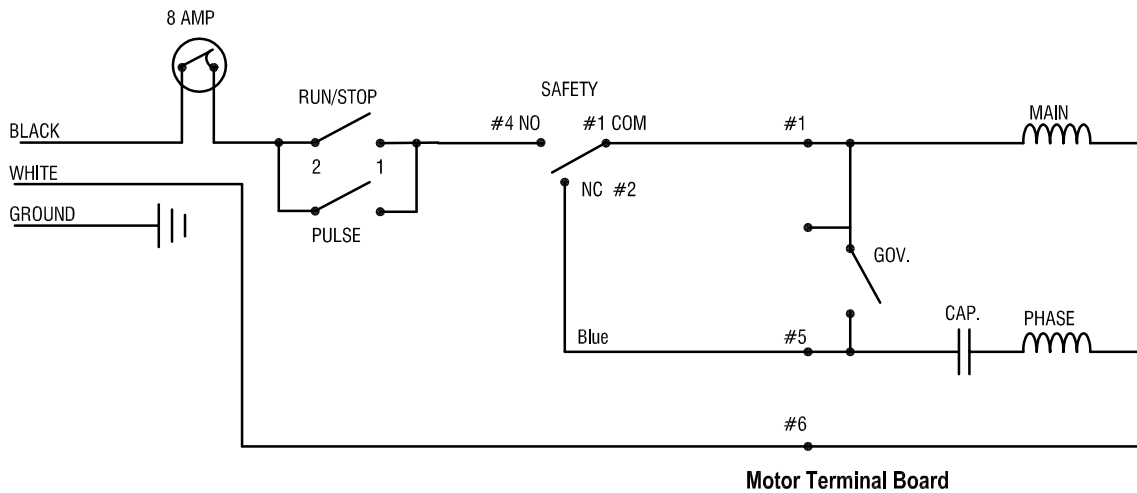 8 AMP
RUN/STOP
SAFETY
BLACK
#4 NO
#1 COM
#1
MAIN
2
1
WHITE
NC #2
GROUND
PULSE
GOV.
CAP.
PHASE
Blue
#5
#6
Motor Terminal Board